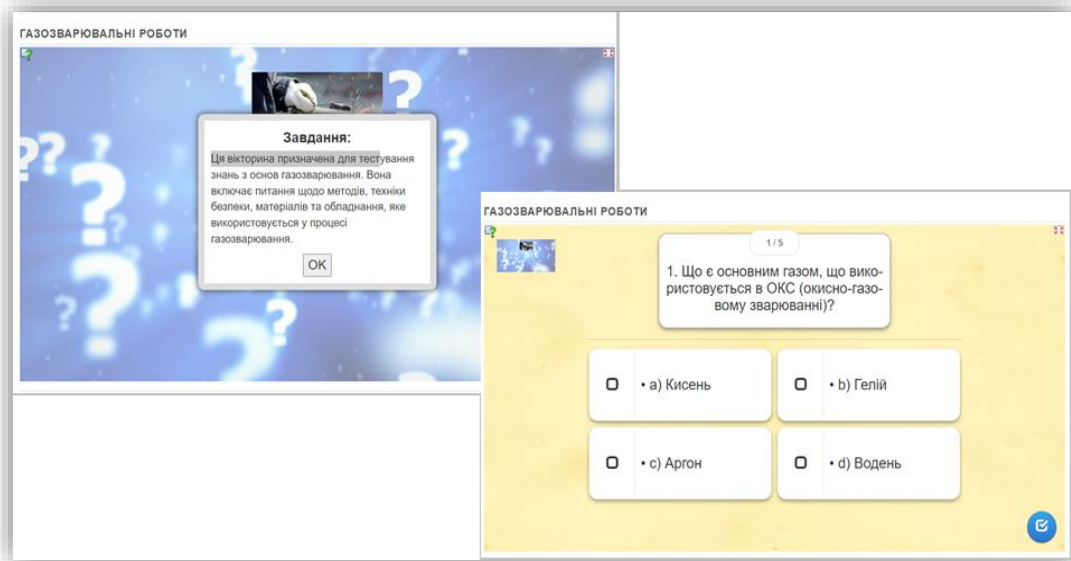 ГАЗОЗВАРЮВАЛЬНІ РОБОТИ
Завдання:
Ця вікторина призначена для тестування
знань з основ газозварювання. Вона
включає питання щодо методів, техніки
безпеки, матеріалів та обладнання, яке
використовується у процесі
газозварювання.
OK
ГАЗОЗВАРЮВАЛЬНІ РОБОТИ
1 / 5
1. Що є основним газом, що вико-
ристовується в ОКС (окисно-газо-
вому зварюванні)?
• a) Кисень
• b) Гелій
• c) Аргон
• d) Водень